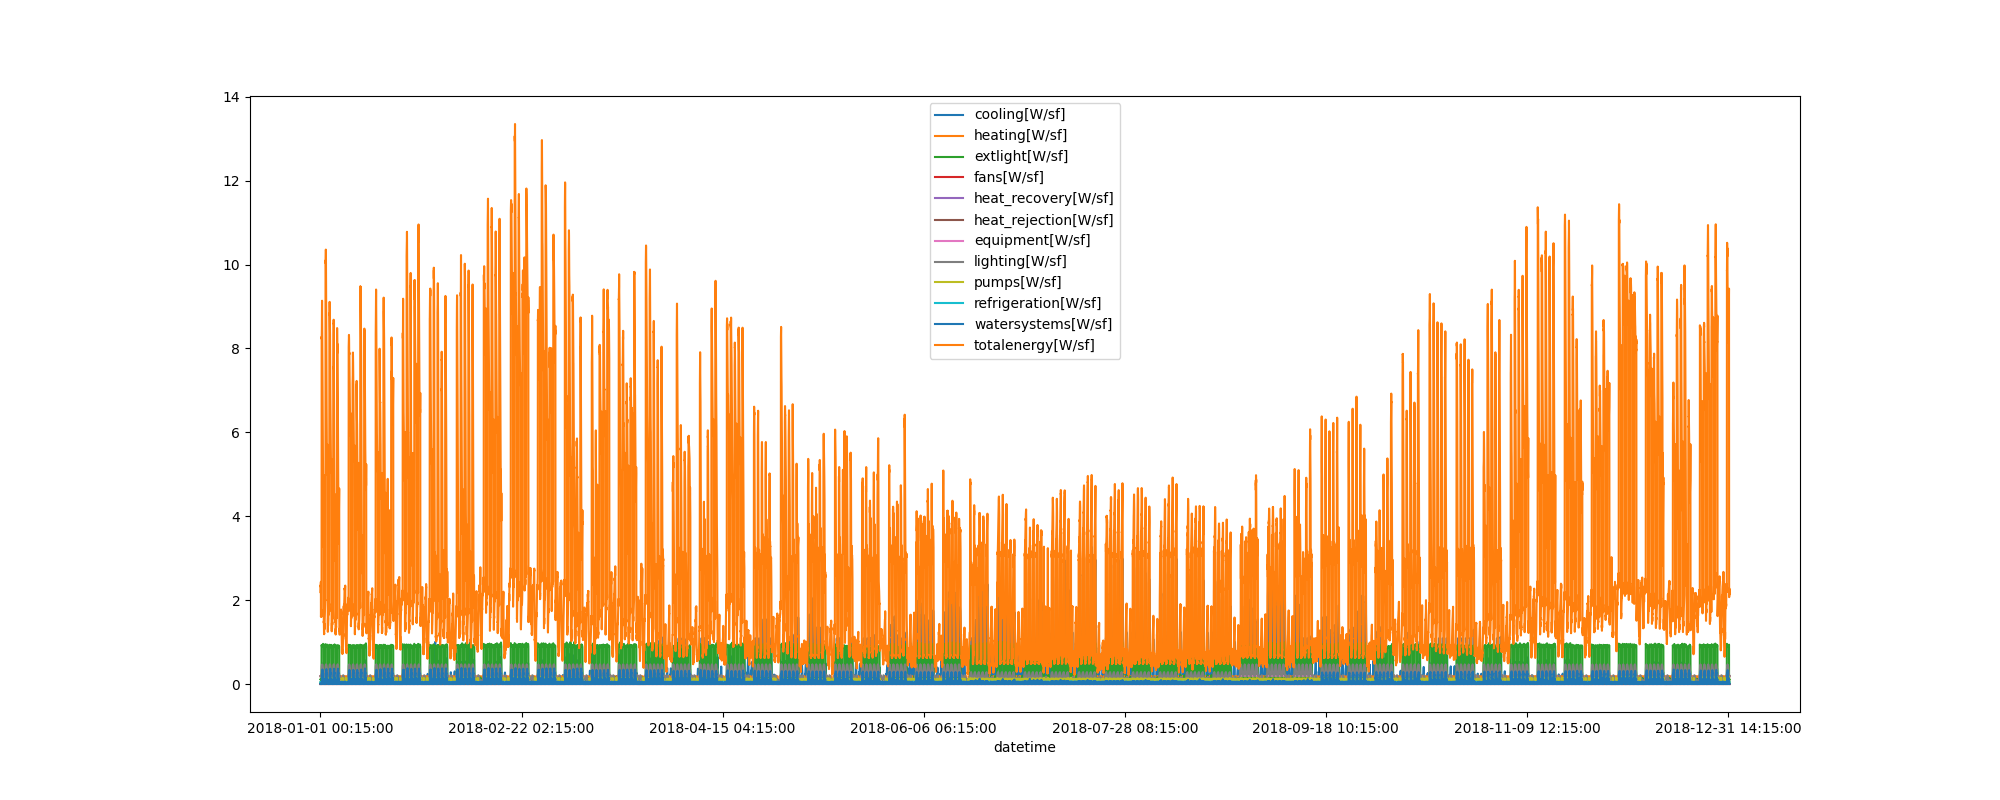 14
12
10
8
6
4
2
0
cooling[W/sf]
heating[W/sf]
extlight[W/sf]
fans[W/sf]
heat_recovery[W/sf]
heat_rejection[W/sf]
equipment[W/sf]
lighting[W/sf]
pumps[W/sf]
refrigeration[W/sf]
watersystems[W/sf]
totalenergy[W/sf]
2018-01-01 00:15:00
2018-02-22 02:15:00
2018-04-15 04:15:00
2018-06-06 06:15:00
2018-07-28 08:15:00
2018-09-18 10:15:00
2018-11-09 12:15:00
2018-12-31 14:15:00
datetime